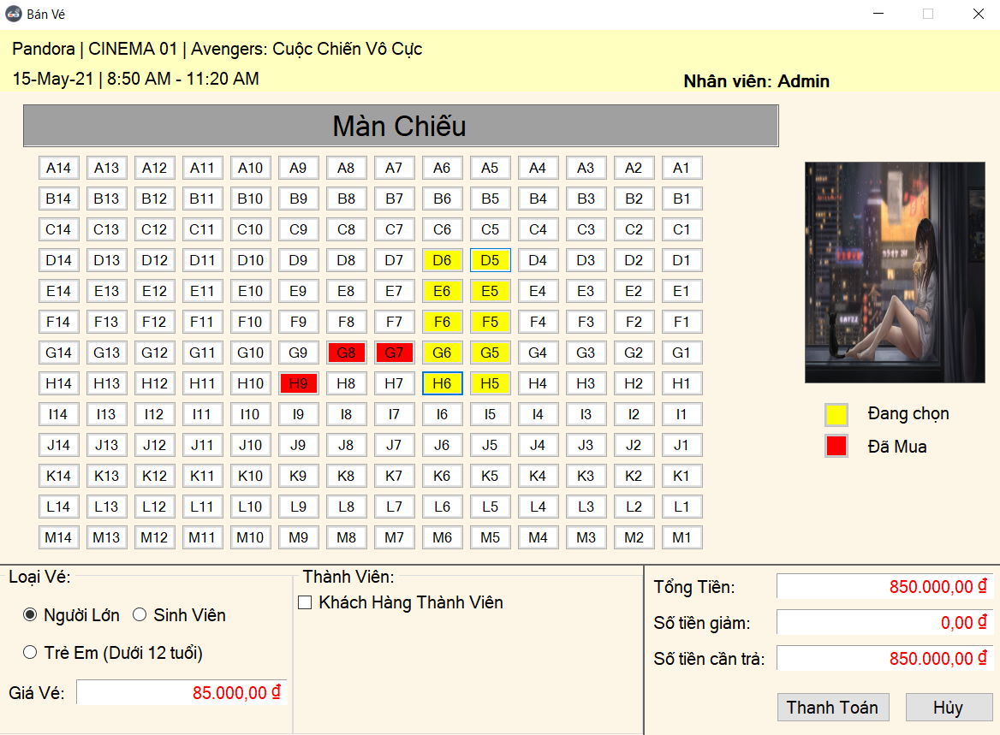 Bán Vé
Pandora | CINEMA 01 | Avengers: Cuộc Chiến Vô Cực
15-May-21 | 8:50 AM - 11:20 AM
Nhân viên: Admin
Màn Chiếu
A14 A13 A12 A11 A10 A9 A8 A7 A6 A5 A4 A3 A2 A1
B14 B13 B12 B11 B10 B9 B8 B7 B6 B5 B4 B3 B2 B1
C14 C13 C12 C11 C10 C9 C8 C7 C6 C5 C4 C3 C2 C1
D14 D13 D12 D11 D10 D9 D8 D7 D6 D5 D4 D3 D2 D1
E14 E13 E12 E11 E10 E9 E8 E7 E6 E5 E4 E3 E2 E1
F14 F13 F12 F11 F10 F9 F8 F7 F6 F5 F4 F3 F2 F1
G14 G13 G12 G11 G10 G9 G8 G7 G6 G5 G4 G3 G2 G1
H14 H13 H12 H11 H10 H9 H8 H7 H6 H5 H4 H3 H2 H1
I14 I13 I12 I11 I10 I9 I8 I7 I6 I5 I4 I3 I2 I1
J14 J13 J12 J11 J10 J9 J8 J7 J6 J5 J4 J3 J2 J1
K14 K13 K12 K11 K10 K9 K8 K7 K6 K5 K4 K3 K2 K1
L14 L13 L12 L11 L10 L9 L8 L7 L6 L5 L4 L3 L2 L1
M14 M13 M12 M11 M10 M9 M8 M7 M6 M5 M4 M3 M2 M1
Đang chọn
Đã Mua
Loại Vé:
Người Lớn Sinh Viên
Trẻ Em (Dưới 12 tuổi)
Giá Vé: 85.000,00 ₫
Thành Viên:
Khách Hàng Thành Viên
Tổng Tiền: 850.000,00 ₫
Số tiền giảm: 0,00 ₫
Số tiền cần trả: 850.000,00 ₫
Thanh Toán Hủy